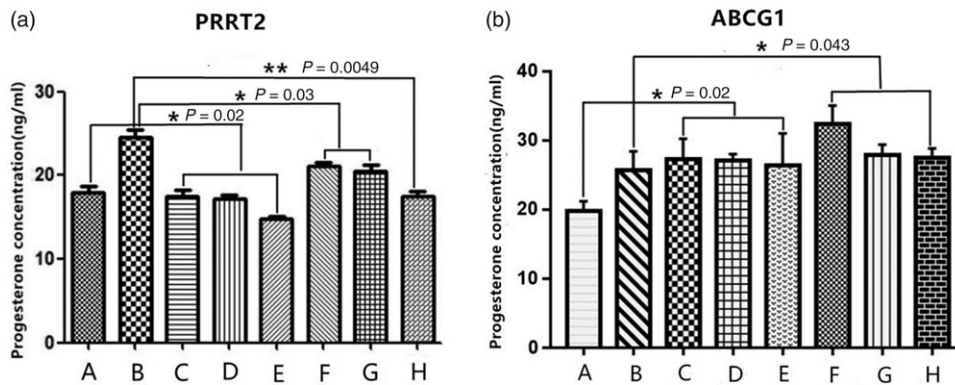 (a)
PRRT2
** P = 0.0049
* P = 0.03
* P = 0.02
Progesterone concentration(ng/ml)
30
20
10
0
A B C D E F G H
(b)
ABCG1
* P = 0.043
* P = 0.02
Progesterone concentration(ng/ml)
40
30
20
10
0
A B C D E F G H